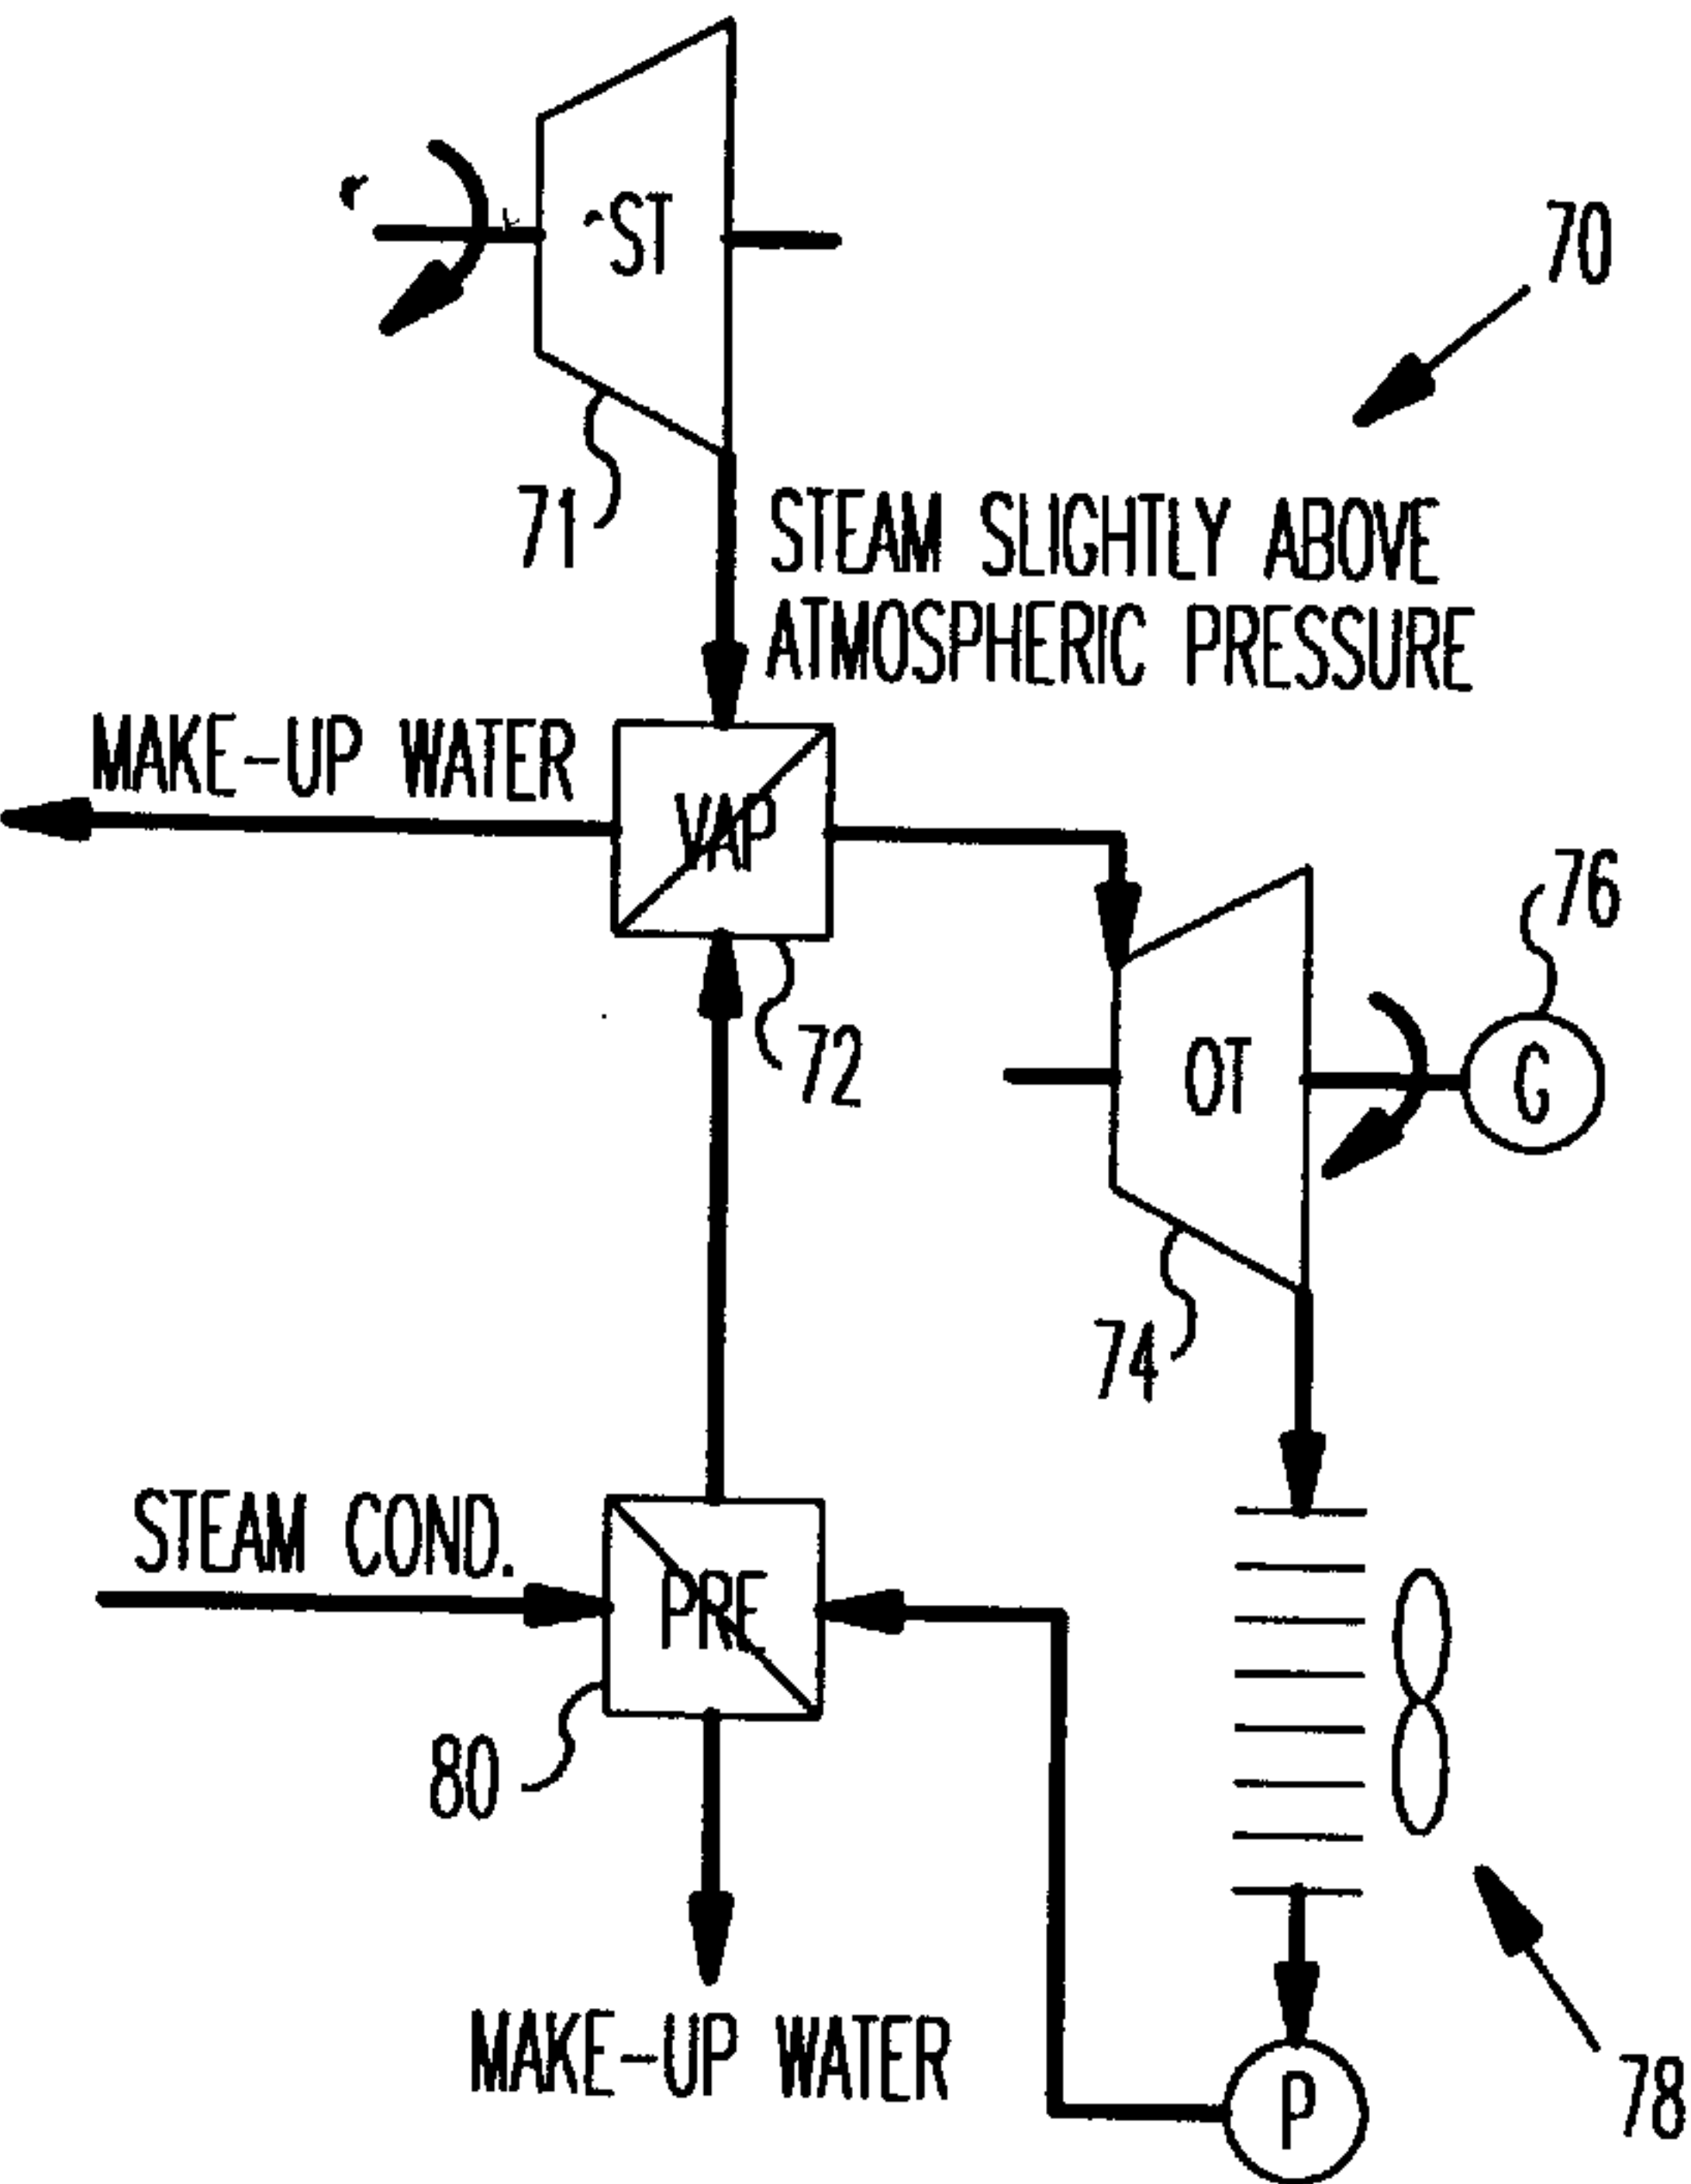 ST
70
71
STEAM SLIGHTLY ABOVE
ATMOSPHERIC PRESSURE
MAKE-UP WATER
VAP
76
72
OT
G
74
STEAM COND.
PRE
80
MAKE-UP WATER
P
78